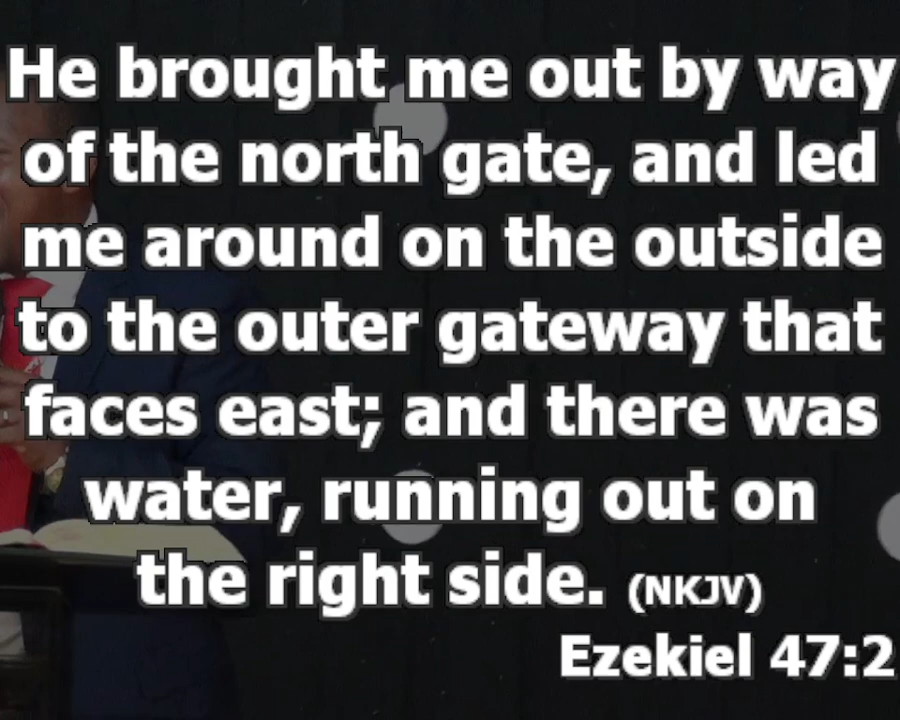 He brought me out by way
of the north gate, and led
me around on the outside
to the outer gateway that
faces east; and there was
water, running out on
the right side. (NKJV)
Ezekiel 47:2